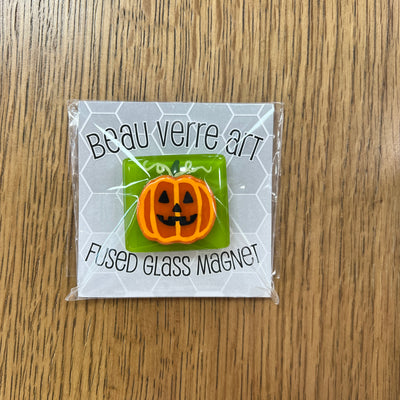 Beau verre art
Fused Glass Magnet